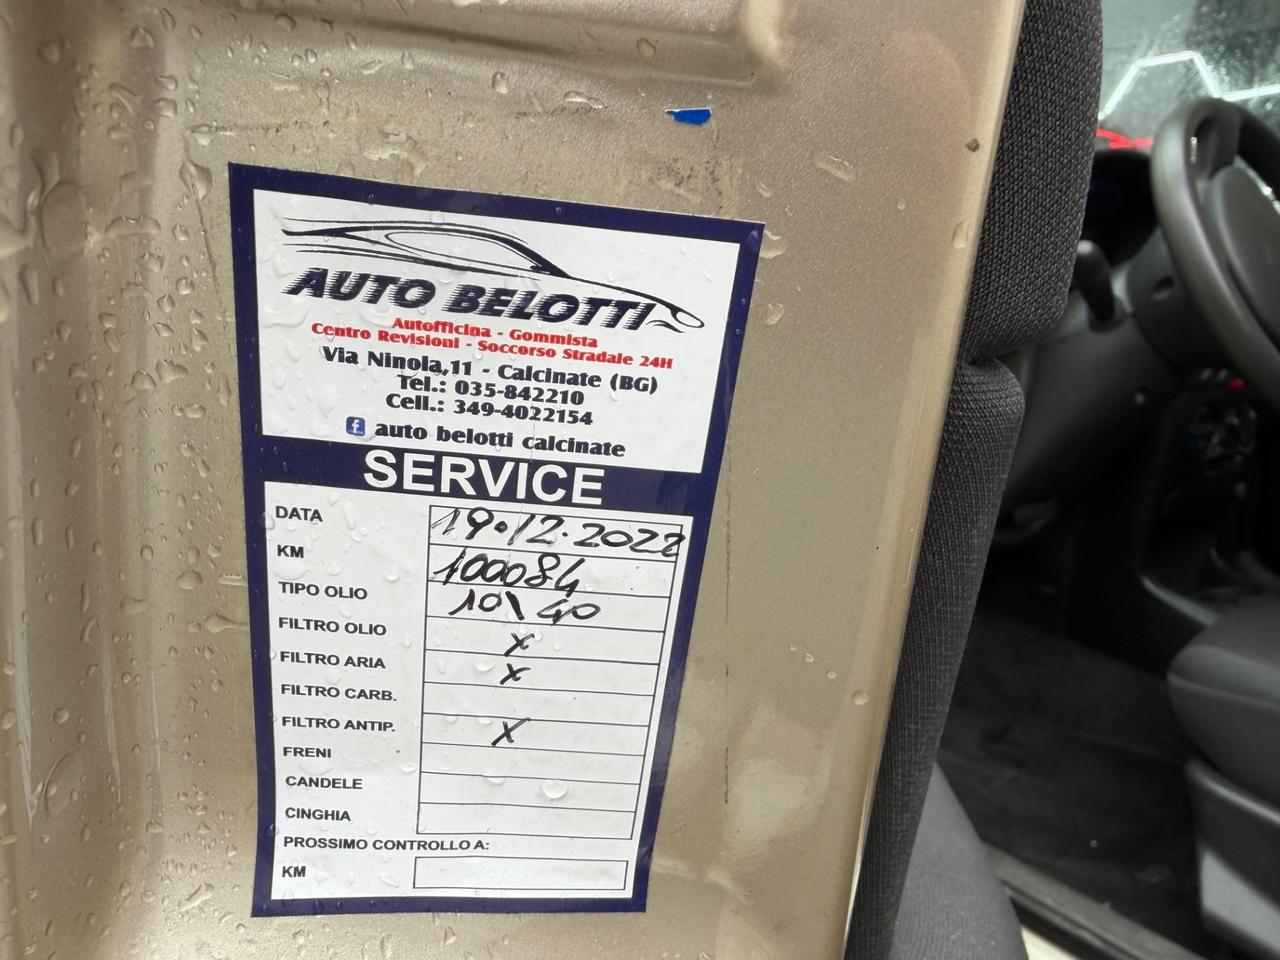 AUTO BELOTTI
Autofficina - Gommista
Centro Revisioni - Soccorso Stradale 24H
Via Ninola,11 - Calcinate (BG)
Tel.: 035-842210
Cell.: 349-4022154
f auto belotti calcinate
SERVICE
DATA 19.12.2022
KM 100084
TIPO OLIO 10\40
FILTRO OLIO x
FILTRO ARIA x
FILTRO CARB.
FILTRO ANTIP. x
FRENI
CANDELE
CINGHIA
PROSSIMO CONTROLLO A:
KM